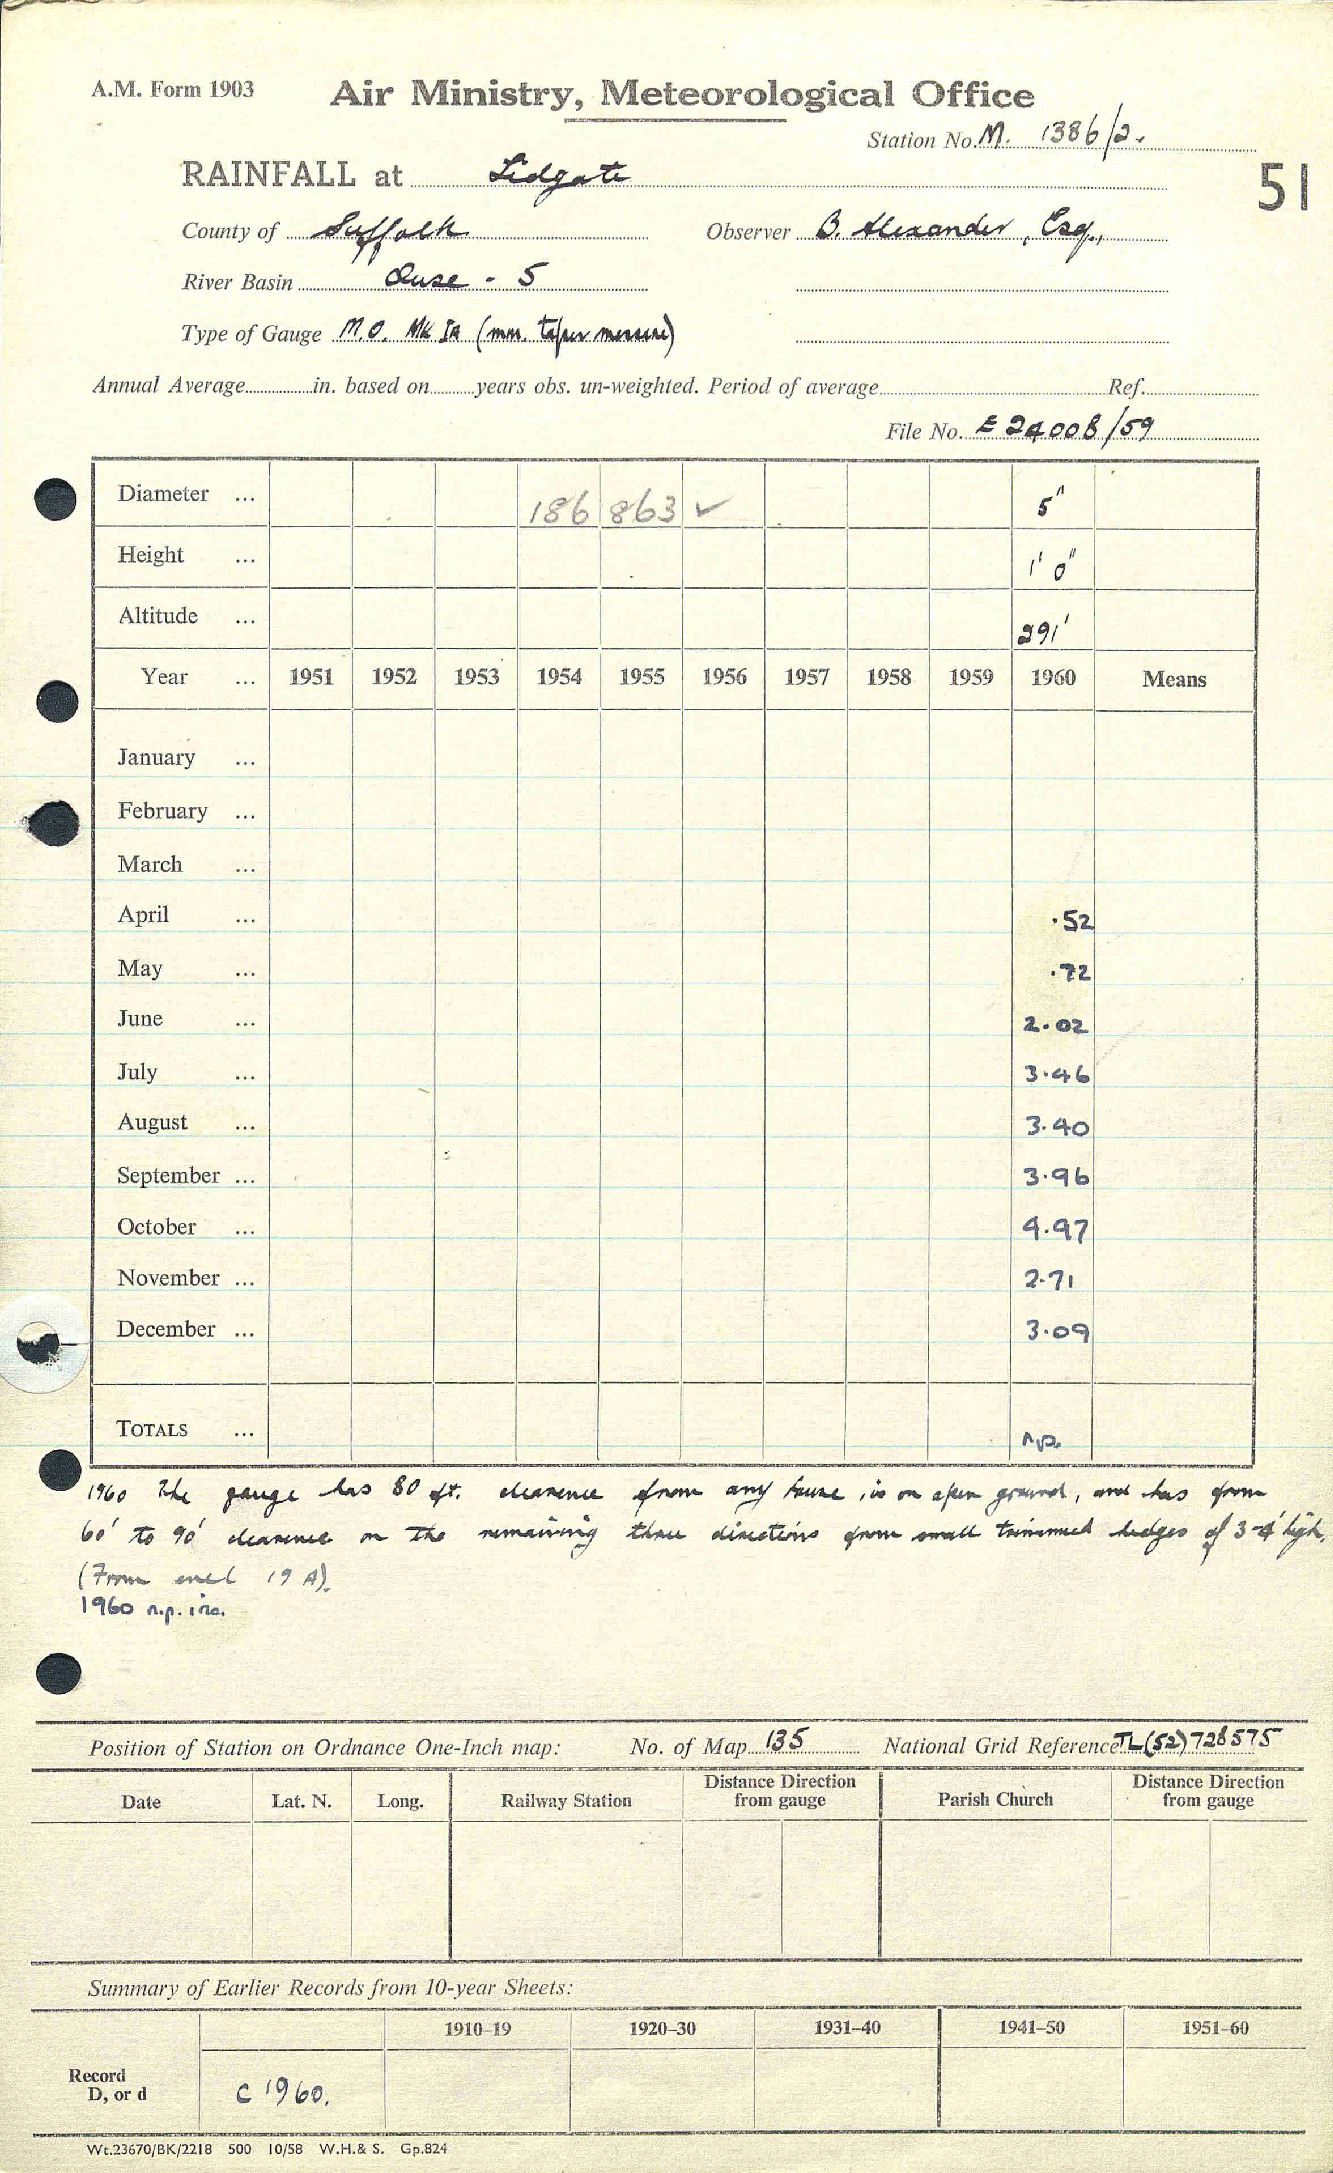 A.M. Form 1903 Air Ministry, Meteorological Office
Station No. M. 1386/2.
RAINFALL at Lidgate
51
County of Suffolk Observer B. Alexander, Esq.,
River Basin Ouse - 5
Type of Gauge M.O. MK IA (mm. taper measure)
Annual Average in. based on years obs. un-weighted. Period of average Ref.
File No. E 24008/59
Diameter ... 186 863 ✓ 5"
Height ... 1' 0"
Altitude ... 291'
Year ... 1951 1952 1953 1954 1955 1956 1957 1958 1959 1960 Means
January ...
February ...
March ...
April ... .52
May ... .72
June ... 2.02
July ... 3.46
August ... 3.40
September ... 3.96
October ... 4.97
November ... 2.71
December ... 3.09
TOTALS ... n.p.
1960 The gauge has 80 ft. clearence from any house, is on open ground, and has from
60' to 90' clearence on the remaining three directions from small trimmed hedges of 3-4' high.
(From encl 19 A).
1960 n.p. inc.
Position of Station on Ordnance One-Inch map: No. of Map 135 National Grid Reference TL(52)728575
Date Lat. N. Long. Railway Station Distance Direction from gauge Parish Church Distance Direction from gauge
Summary of Earlier Records from 10-year Sheets:
1910-19 1920-30 1931-40 1941-50 1951-60
Record
D, or d C 1960.
Wt.23670/BK/2218 500 10/58 W.H.& S. Gp.824